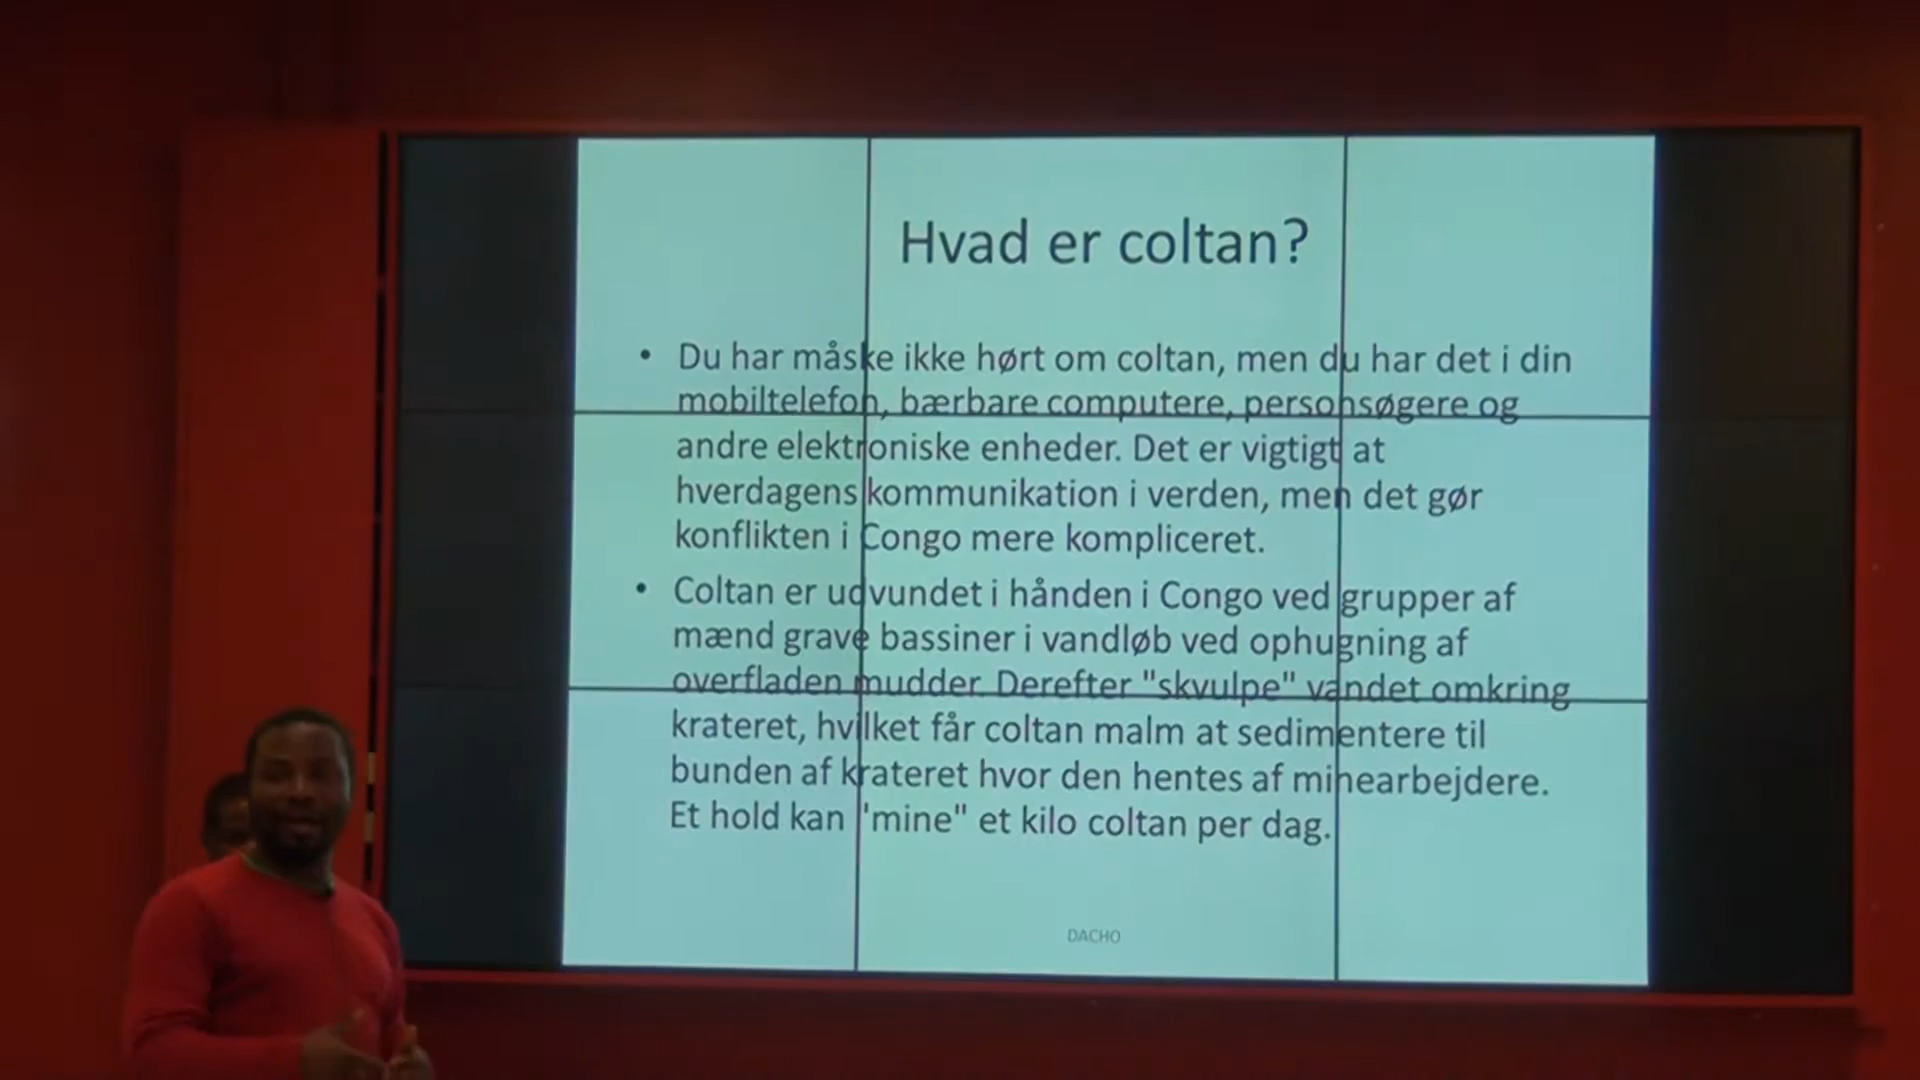 Hvad er coltan?
• Du har måske ikke hørt om coltan, men du har det i din
mobiltelefon, bærbare computere, personsøgere og
andre elektroniske enheder. Det er vigtigt at
hverdagens kommunikation i verden, men det gør
konflikten i Congo mere kompliceret.
• Coltan er udvundet i hånden i Congo ved grupper af
mænd grave bassiner i vandløb ved ophugning af
overfladen mudder. Derefter "skvulpe" vandet omkring
krateret, hvilket får coltan malm at sedimentere til
bunden af krateret hvor den hentes af minearbejdere.
Et hold kan 'mine" et kilo coltan per dag.
DACHO